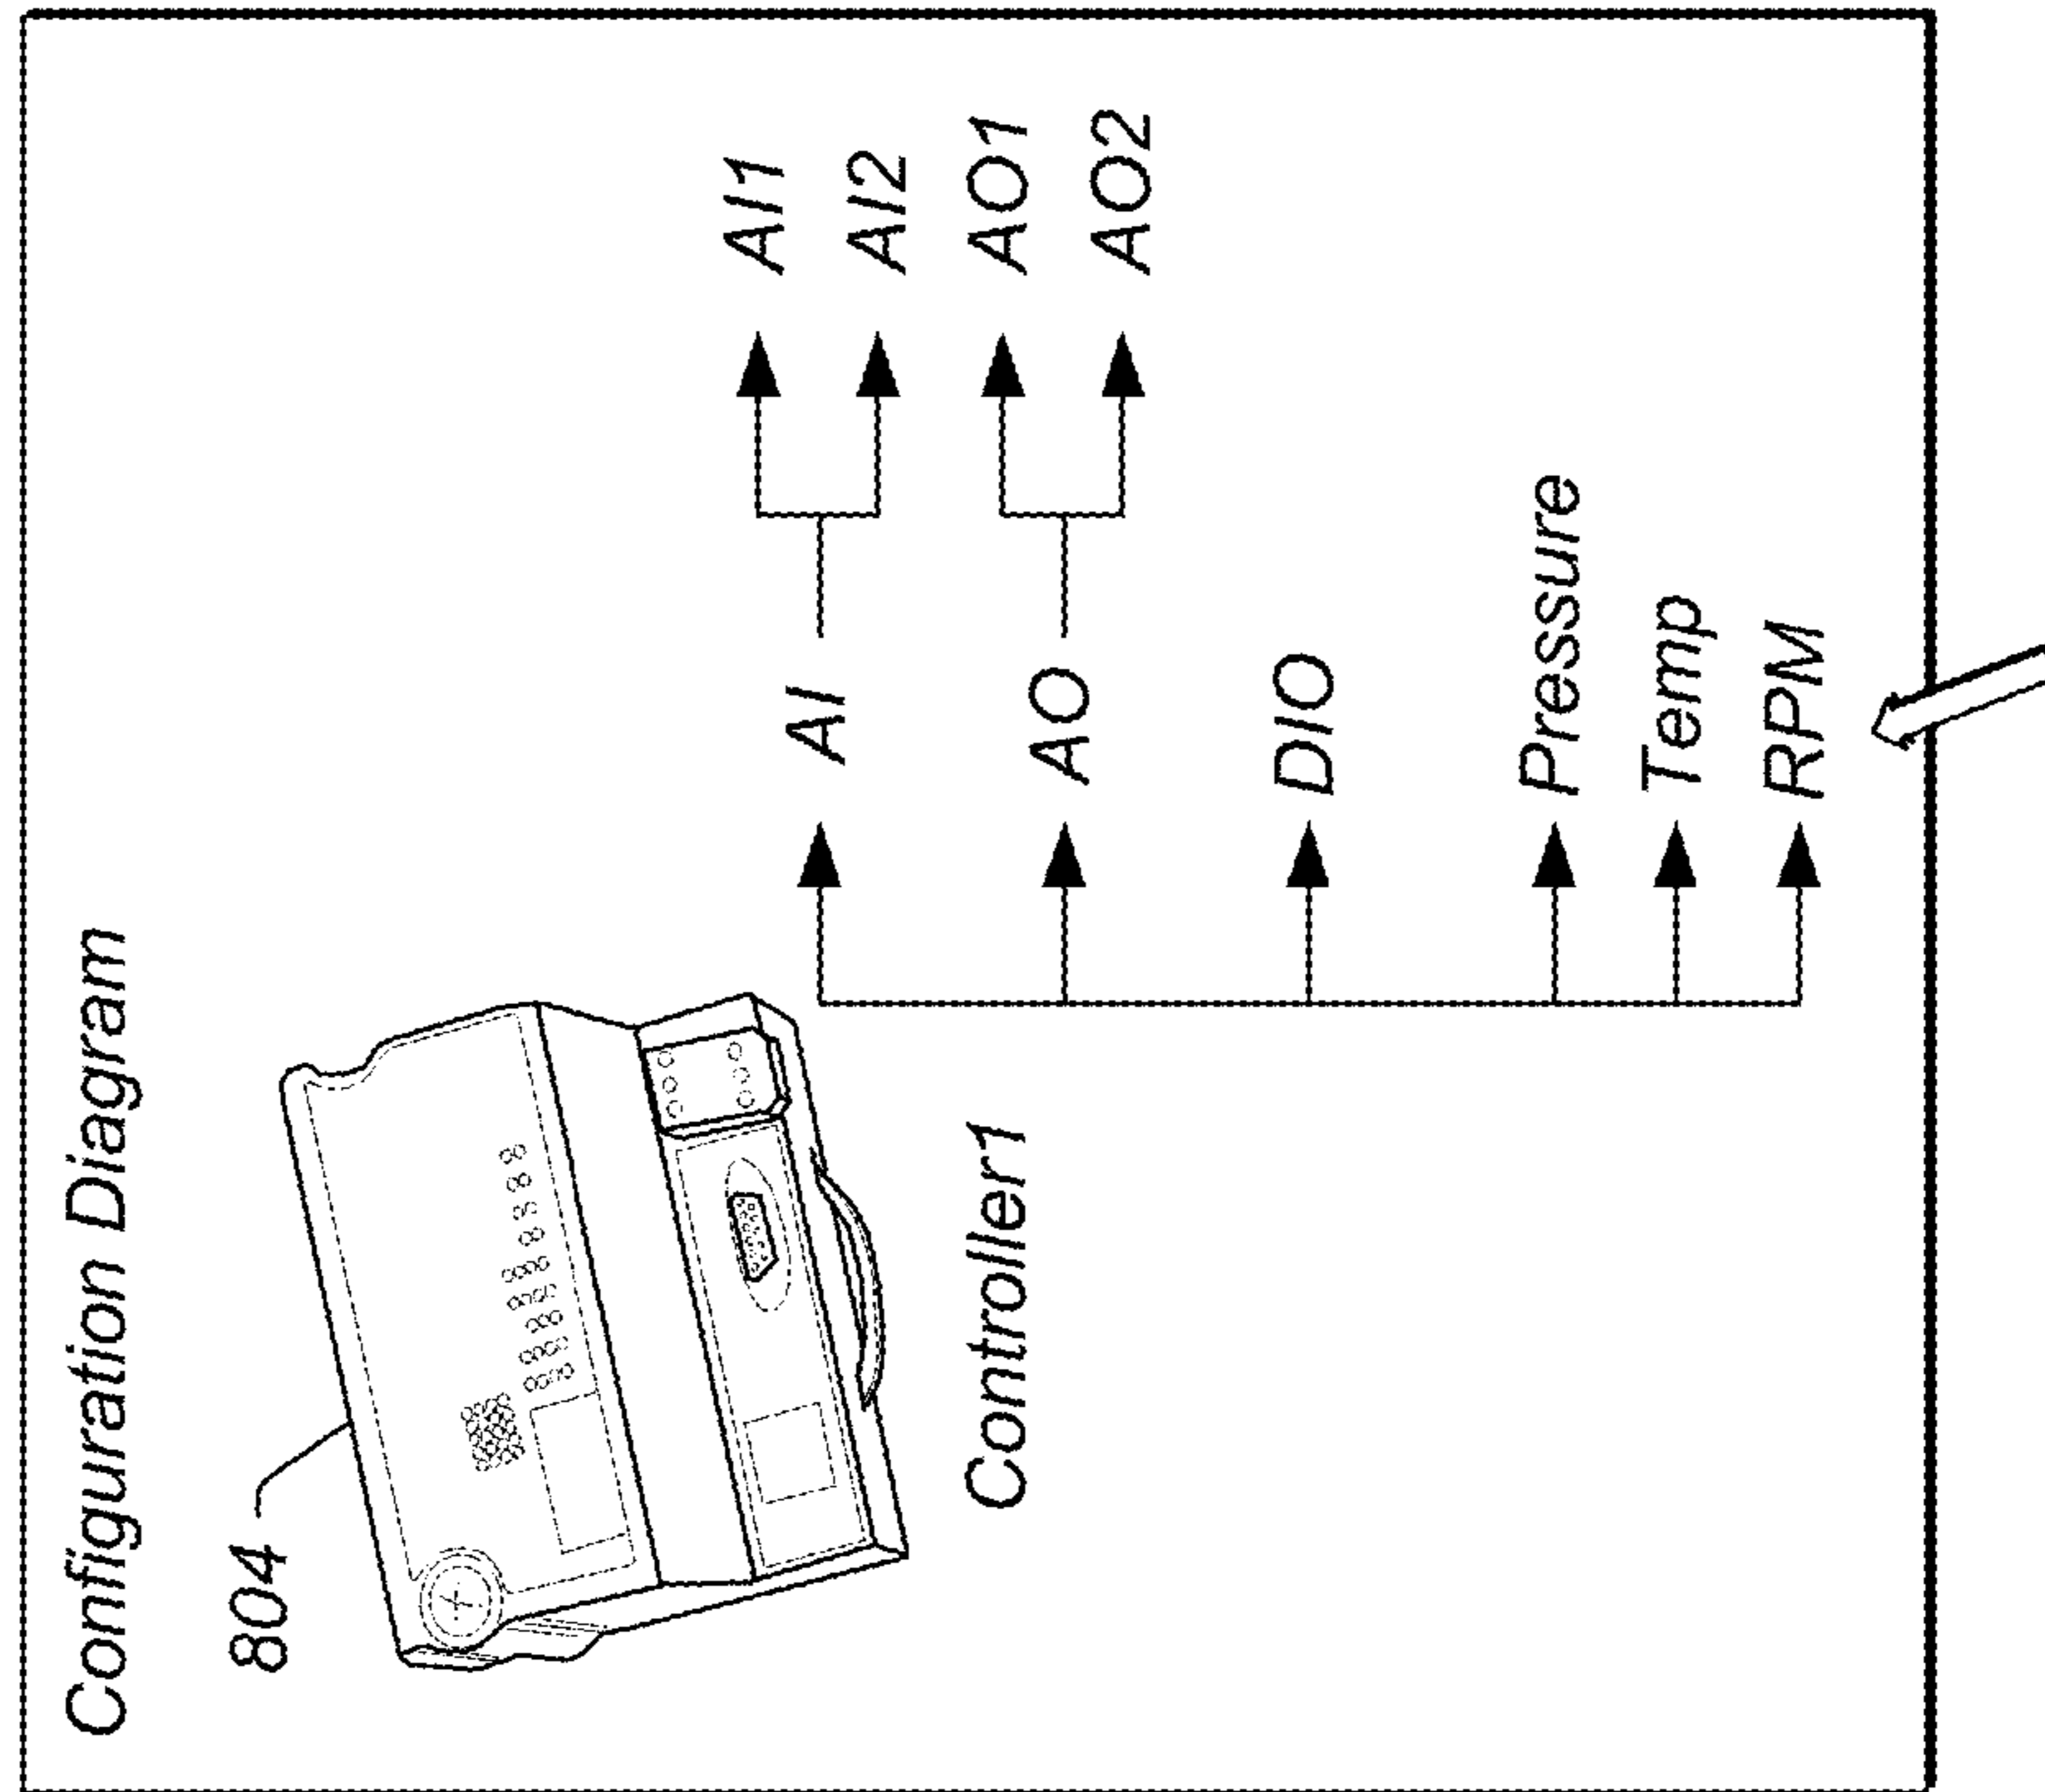 Configuration Diagram
804
Controller1
AI
AI1
AI2
AO
AO1
AO2
DIO
Pressure
Temp
RPM